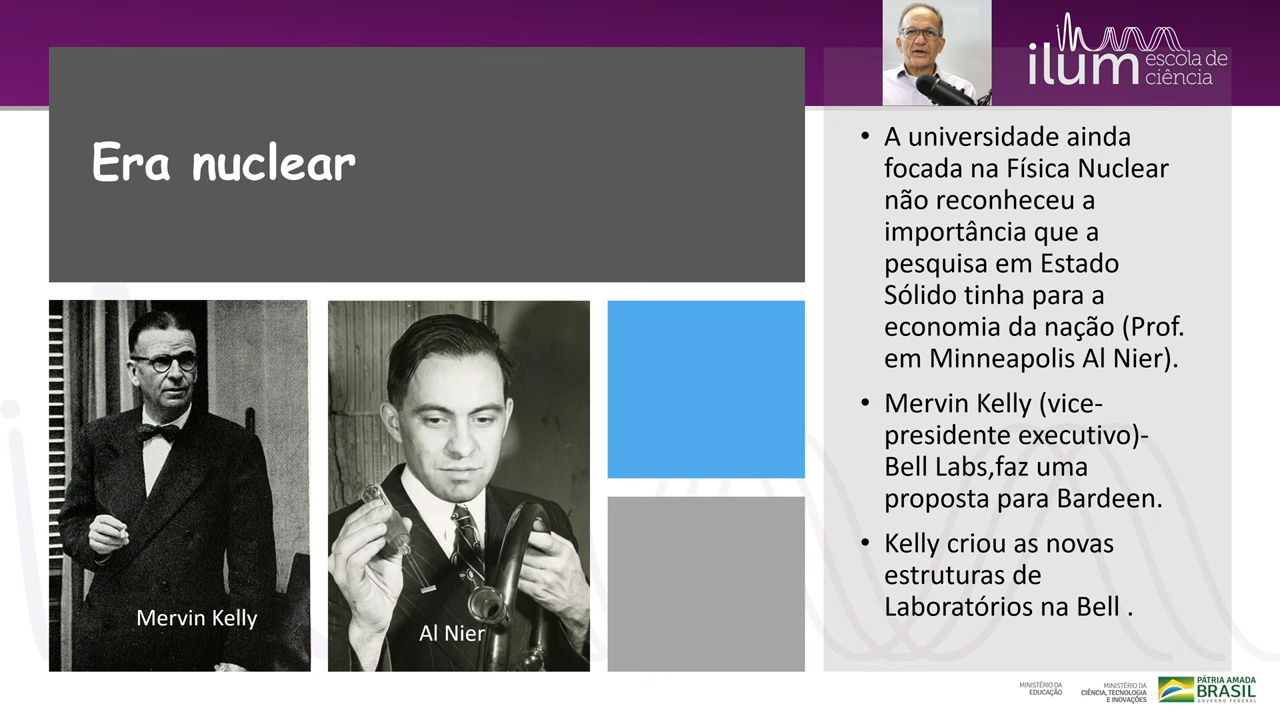 ilum escola de
ciência
Era nuclear
• A universidade ainda
focada na Física Nuclear
não reconheceu a
importância que a
pesquisa em Estado
Sólido tinha para a
economia da nação (Prof.
em Minneapolis Al Nier).
• Mervin Kelly (vice-
presidente executivo)-
Bell Labs,faz uma
proposta para Bardeen.
• Kelly criou as novas
estruturas de
Laboratórios na Bell .
Mervin Kelly
Al Nier
MINISTÉRIO DA
EDUCAÇÃO
MINISTÉRIO DA
CIÊNCIA, TECNOLOGIA
E INOVAÇÕES
PÁTRIA AMADA
BRASIL
GOVERNO FEDERAL